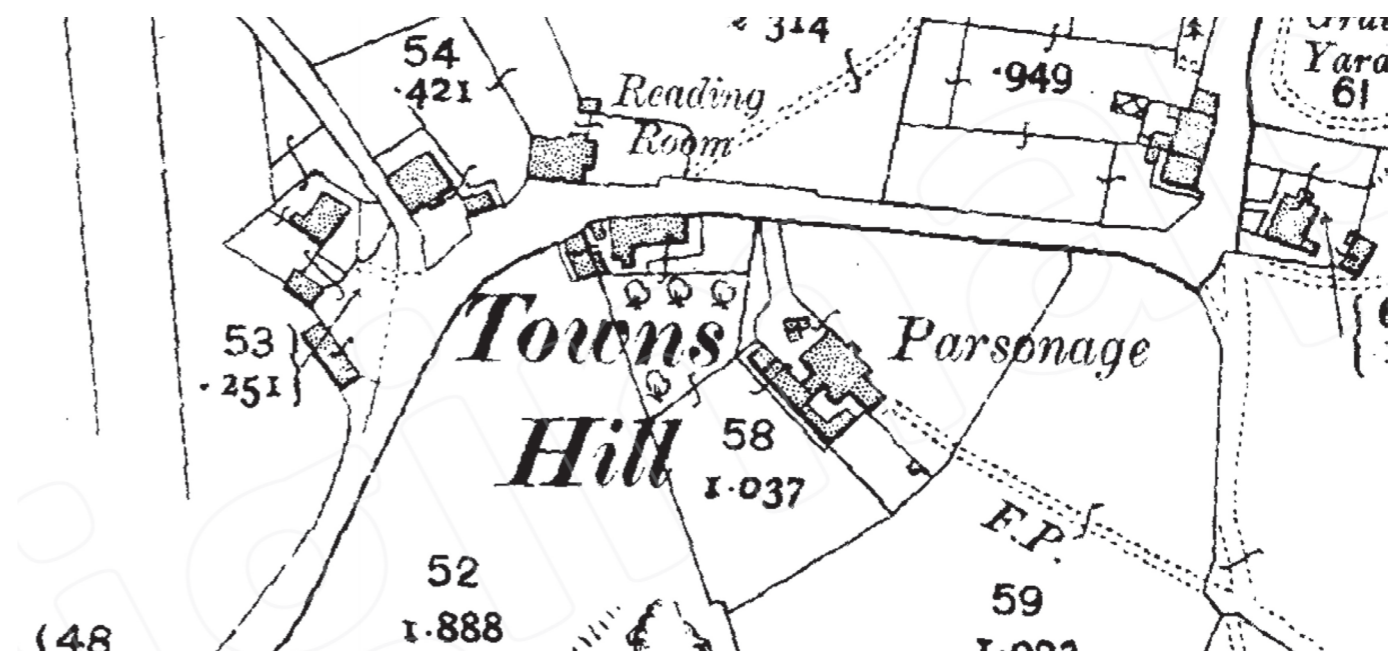 54
.421
314
Reading
Room
.949
Yard
61
53
.251
Towns
Hill
Parsonage
58
1.037
F.P.
52
1.888
59
48